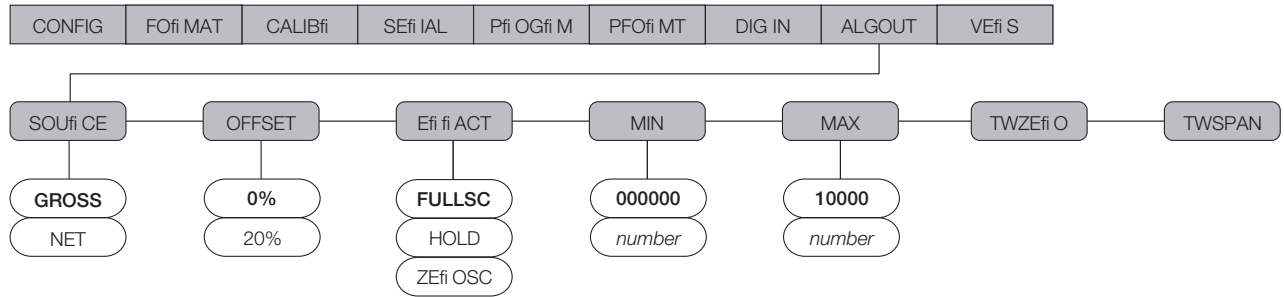 CONFIG FOfi MAT CALIBfi SEfi IAL Pfi OGfi M PFOfi MT DIG IN ALGOUT VEfi S
SOUfi CE OFFSET Efi fi ACT MIN MAX TWZEfi O TWSPAN
GROSS 0% FULLSC 000000 10000
NET 20% HOLD number number
ZEfi OSC